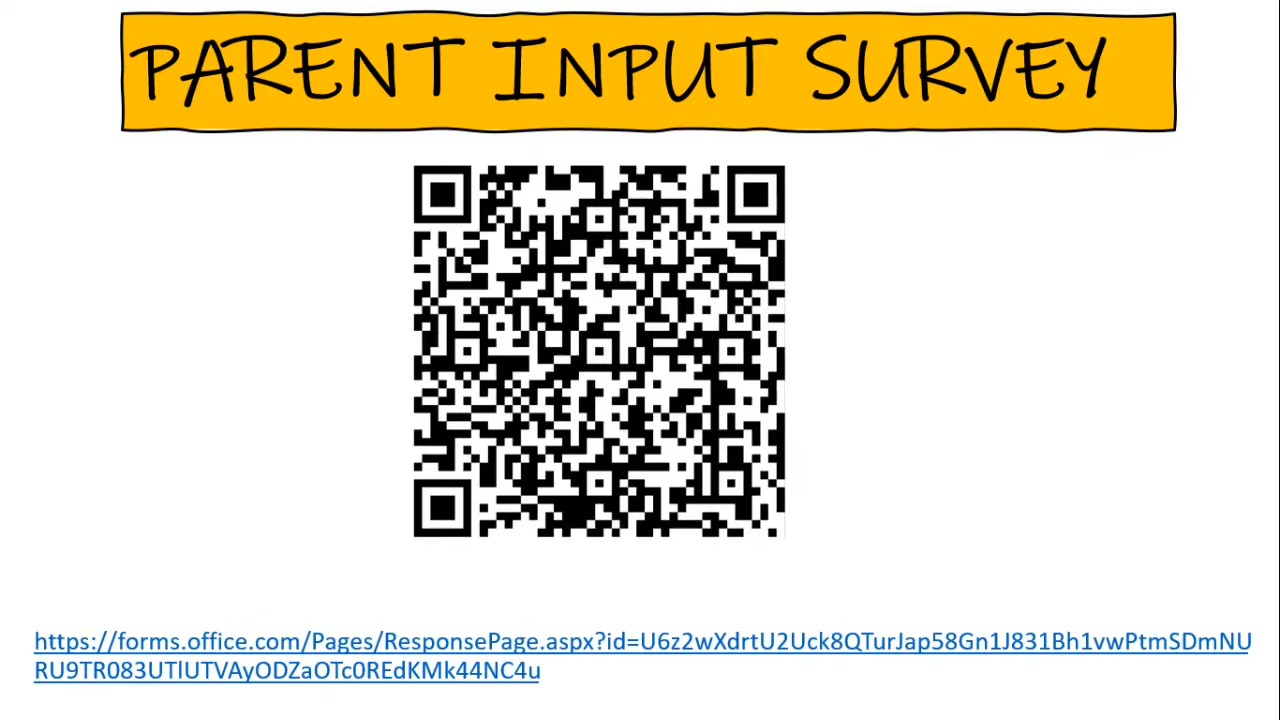 PARENT INPUT SURVEY
https://forms.office.com/Pages/ResponsePage.aspx?id=U6z2wXdrtU2Uck8QTurJap58Gn1J831Bh1vwPtmSDmNU
RU9TR083UTlUTVAyODZaOTc0REdKMk44NC4u